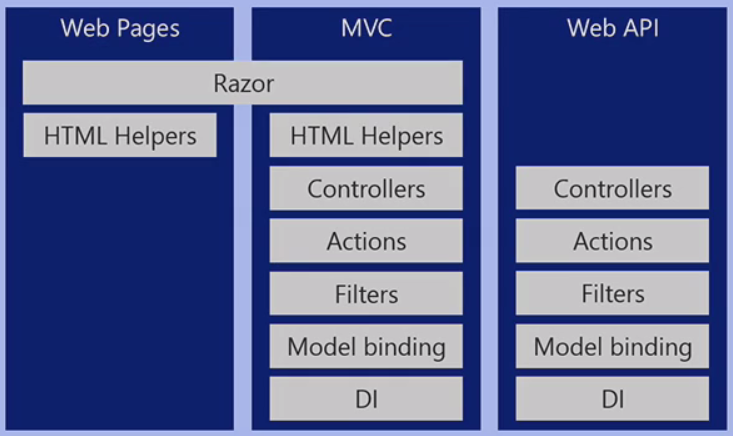 Web Pages
MVC
Web API
Razor
HTML Helpers
HTML Helpers
Controllers
Controllers
Actions
Actions
Filters
Filters
Model binding
Model binding
DI
DI